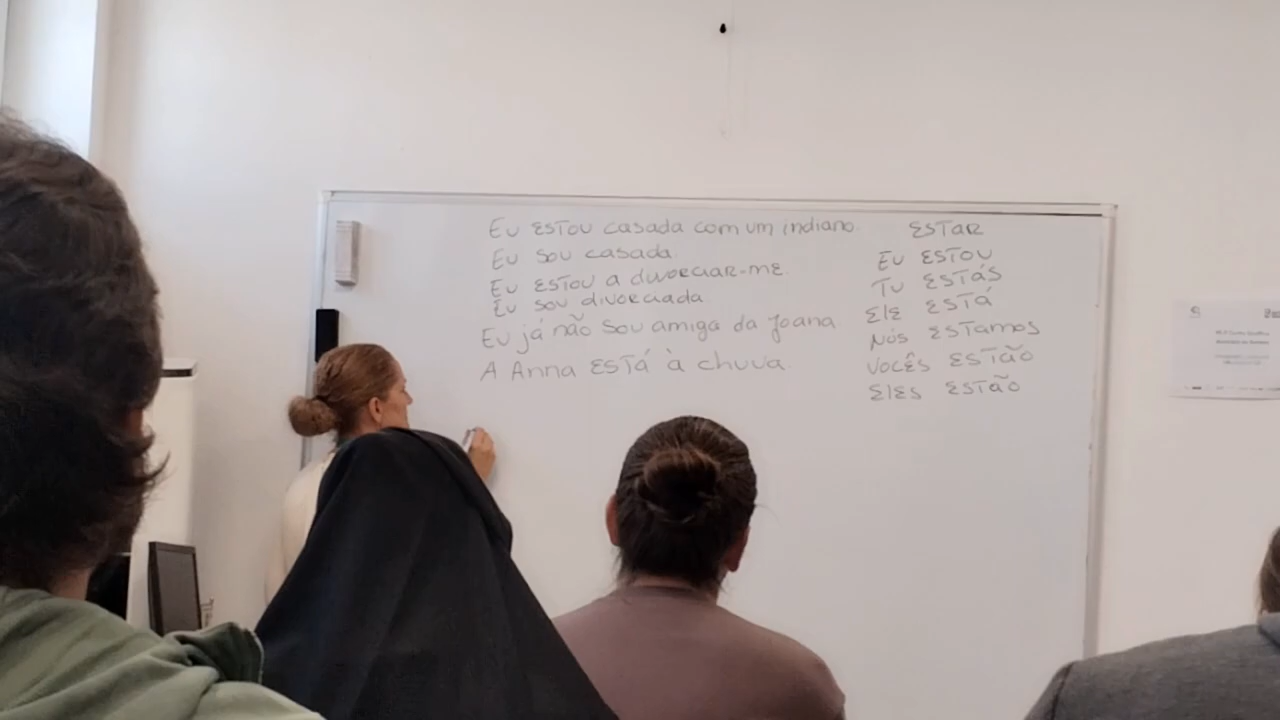 Eu estou casada com um indiano.
Eu sou casada.
Eu estou a divorciar-me.
Eu sou divorciada
Eu já não sou amiga da Joana
A Anna está à chuva.
ESTAR
Eu estou
Tu estás
Ele está
Nós estamos
Vocês estão
Eles estão